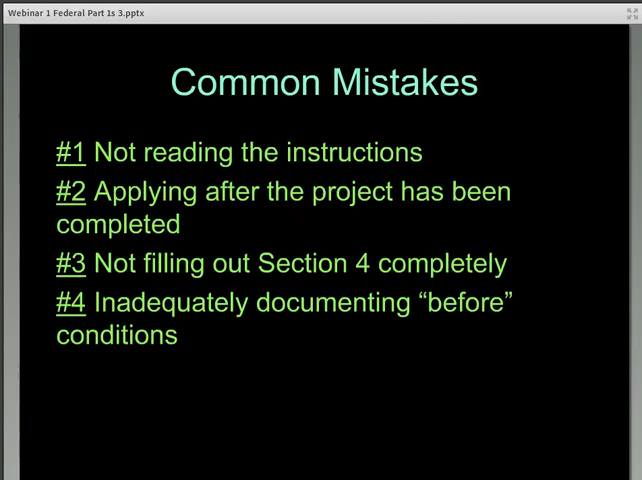 Webinar 1 Federal Part 1s 3.pptx
Common Mistakes
#1 Not reading the instructions
#2 Applying after the project has been
completed
#3 Not filling out Section 4 completely
#4 Inadequately documenting “before”
conditions